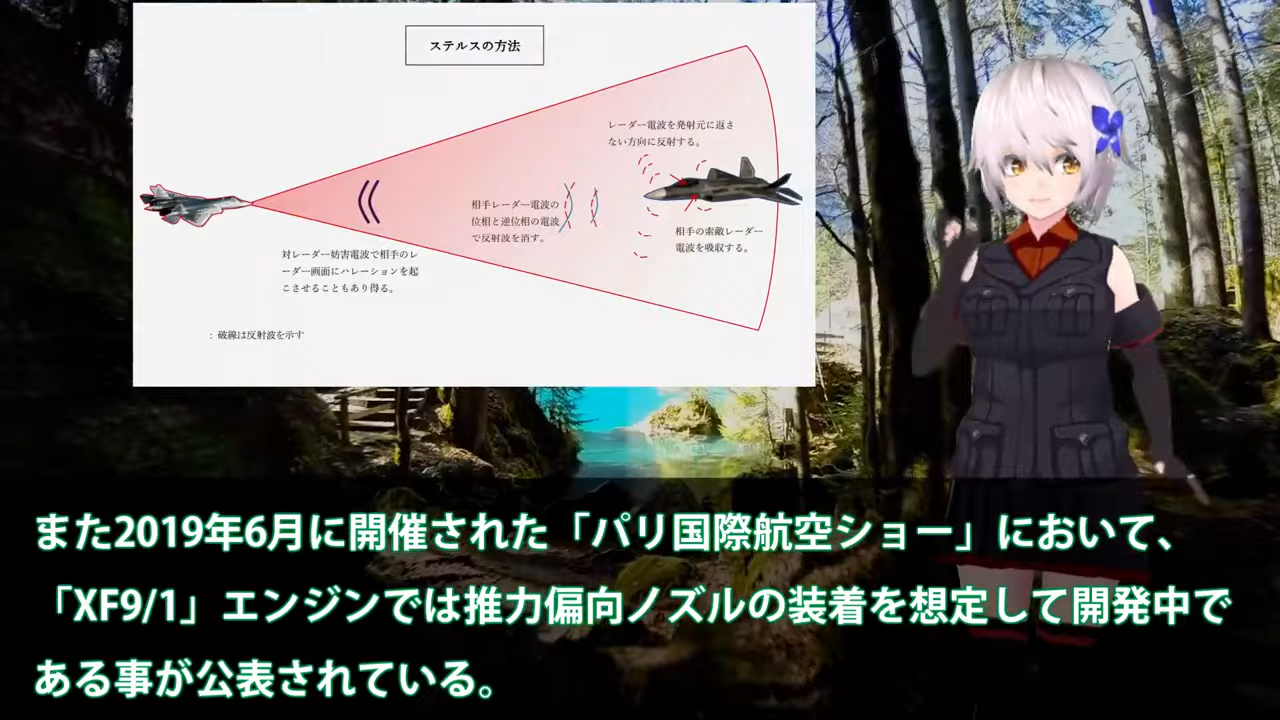 ステルスの方法
レーダー電波を発射元に返さ
ない方向に反射する。
相手レーダー電波の
位相と逆位相の電波
で反射波を消す。
相手の索敵レーダー
電波を吸収する。
対レーダー妨害電波で相手のレ
ーダー画面にハレーションを起
こさせることもあり得る。
：破線は反射波を示す
また2019年6月に開催された「パリ国際航空ショー」において、
「XF9/1」エンジンでは推力偏向ノズルの装着を想定して開発中で
ある事が公表されている。